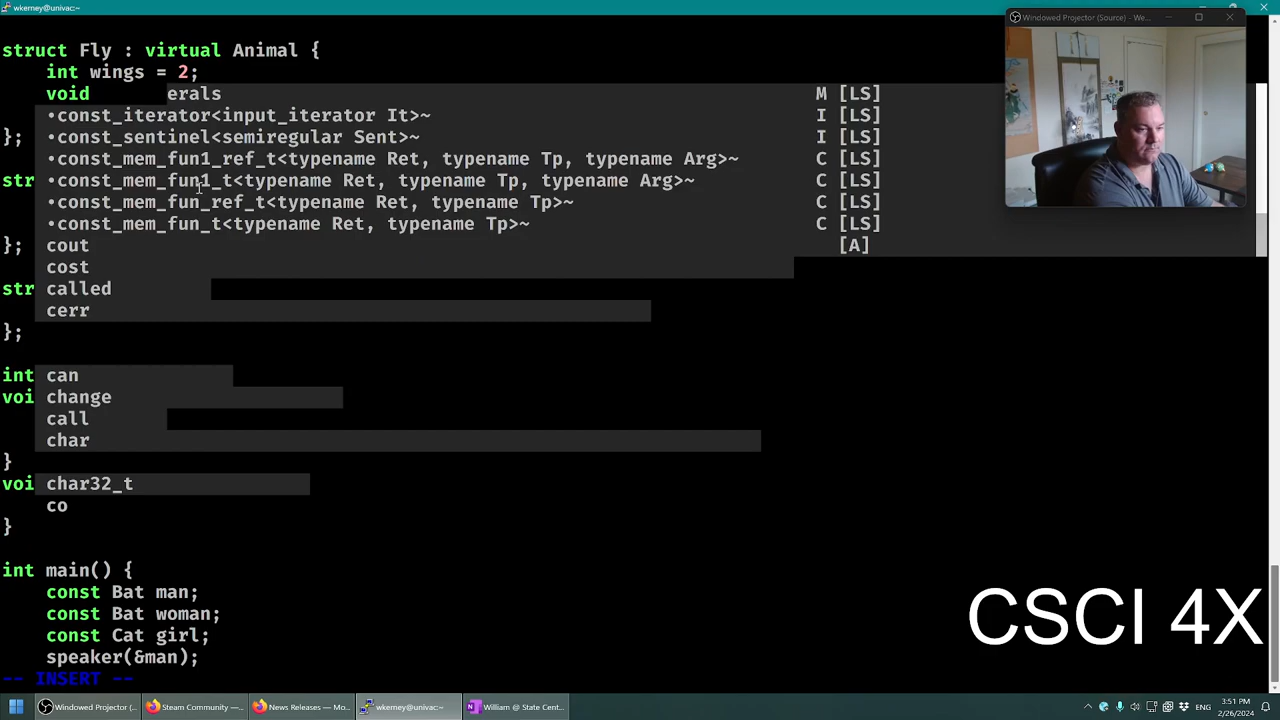 wkerney@univac:~
Windowed Projector (Source) - We...
struct Fly : virtual Animal {
int wings = 2;
void erals M [LS]
•const_iterator<input_iterator It>~ I [LS]
}; •const_sentinel<semiregular Sent>~ I [LS]
•const_mem_fun1_ref_t<typename Ret, typename Tp, typename Arg>~ C [LS]
str •const_mem_fun1_t<typename Ret, typename Tp, typename Arg>~ C [LS]
•const_mem_fun_ref_t<typename Ret, typename Tp>~ C [LS]
•const_mem_fun_t<typename Ret, typename Tp>~ C [LS]
}; cout [A]
cost
str called
cerr
};
int can
voi change
call
char
}
voi char32_t
co
}
int main() {
const Bat man;
const Bat woman;
const Cat girl;
speaker(&man);
-- INSERT --
CSCI 4X
Windowed Projector (...
Steam Community —...
News Releases — Mo...
wkerney@univac:~
William @ State Cent...
3:51 PM
2/26/2024